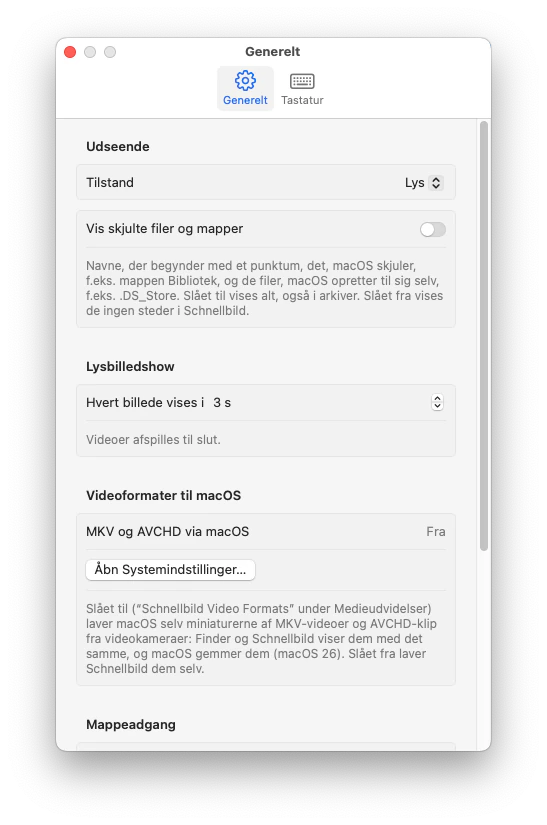 Generelt
Generelt
Tastatur
Udseende
Tilstand
Lys
Vis skjulte filer og mapper
Navne, der begynder med et punktum, det, macOS skjuler,
f.eks. mappen Bibliotek, og de filer, macOS opretter til sig selv,
f.eks. .DS_Store. Slået til vises alt, også i arkiver. Slået fra vises
de ingen steder i Schnellbild.
Lysbilledshow
Hvert billede vises i 3 s
Videoer afspilles til slut.
Videoformater til macOS
MKV og AVCHD via macOS
Fra
Åbn Systemindstillinger…
Slået til (“Schnellbild Video Formats” under Medieudvidelser)
laver macOS selv miniaturerne af MKV-videoer og AVCHD-klip
fra videokameraer: Finder og Schnellbild viser dem med det
samme, og macOS gemmer dem (macOS 26). Slået fra laver
Schnellbild dem selv.
Mappeadgang